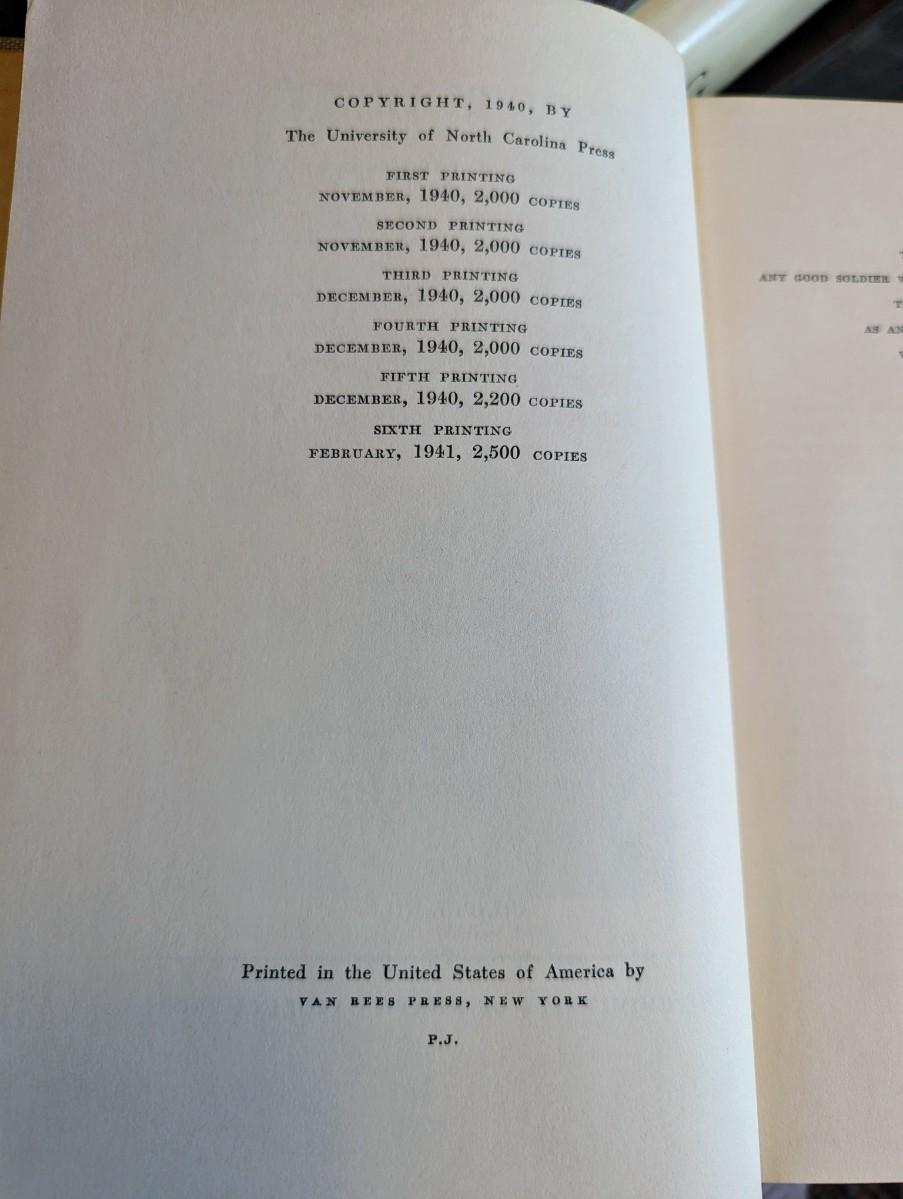 COPYRIGHT, 1940, BY
The University of North Carolina Press
FIRST PRINTING
NOVEMBER, 1940, 2,000 COPIES
SECOND PRINTING
NOVEMBER, 1940, 2,000 COPIES
THIRD PRINTING
DECEMBER, 1940, 2,000 COPIES
FOURTH PRINTING
DECEMBER, 1940, 2,000 COPIES
FIFTH PRINTING
DECEMBER, 1940, 2,200 COPIES
SIXTH PRINTING
FEBRUARY, 1941, 2,500 COPIES
Printed in the United States of America by
VAN REES PRESS, NEW YORK
P.J.
ANY GOOD SOLDIER
AS